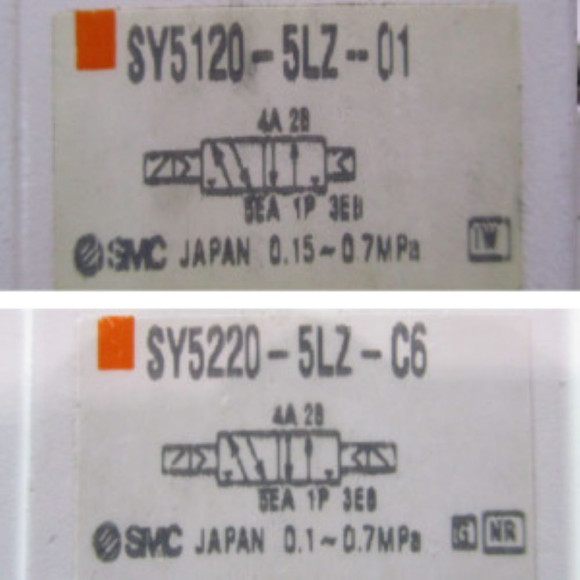 SY5120-5LZ-01
4A 2B
5EA 1P 3EB
SMC JAPAN 0.15~0.7MPa
SY5220-5LZ-C6
4A 2B
5EA 1P 3EB
SMC JAPAN 0.1~0.7MPa G NR